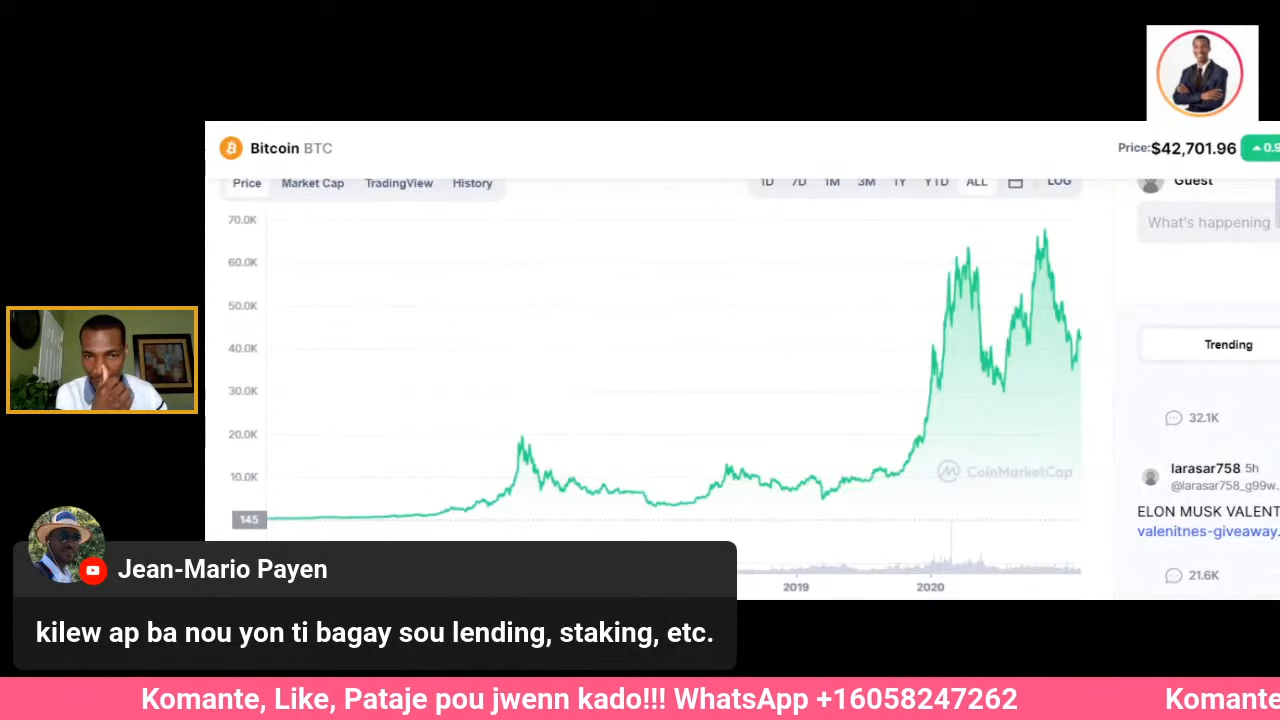 Bitcoin BTC
Price:$42,701.96
Price Market Cap TradingView History
1D 7D 1M 3M 1Y YTD ALL LOG
Guest
What's happening
70.0K
60.0K
50.0K
40.0K
30.0K
20.0K
10.0K
145
CoinMarketCap
2019 2020
Trending
32.1K
larasar758 5h
@larasar758_g99w...
ELON MUSK VALENT
valenitnes-giveaway.
21.6K
Jean-Mario Payen
kilew ap ba nou yon ti bagay sou lending, staking, etc.
Komante, Like, Pataje pou jwenn kado!!! WhatsApp +16058247262 Komante